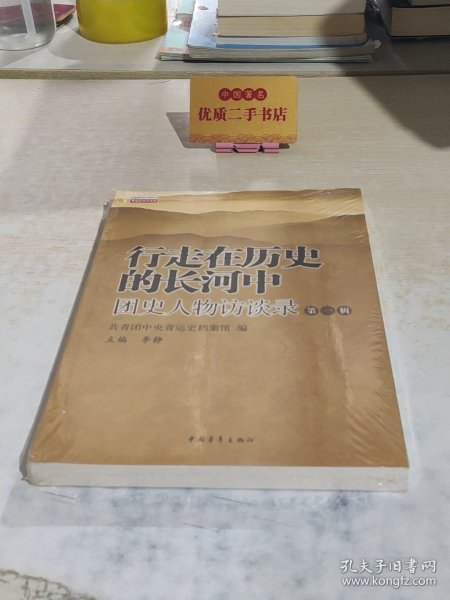 中国著名
优质二手书店
行走在历史
的长河中
团史人物访谈录 第一辑
共青团中央青运史档案馆 编
主编 李静
中国青年出版社
孔夫子旧书网
www.kongfz.com